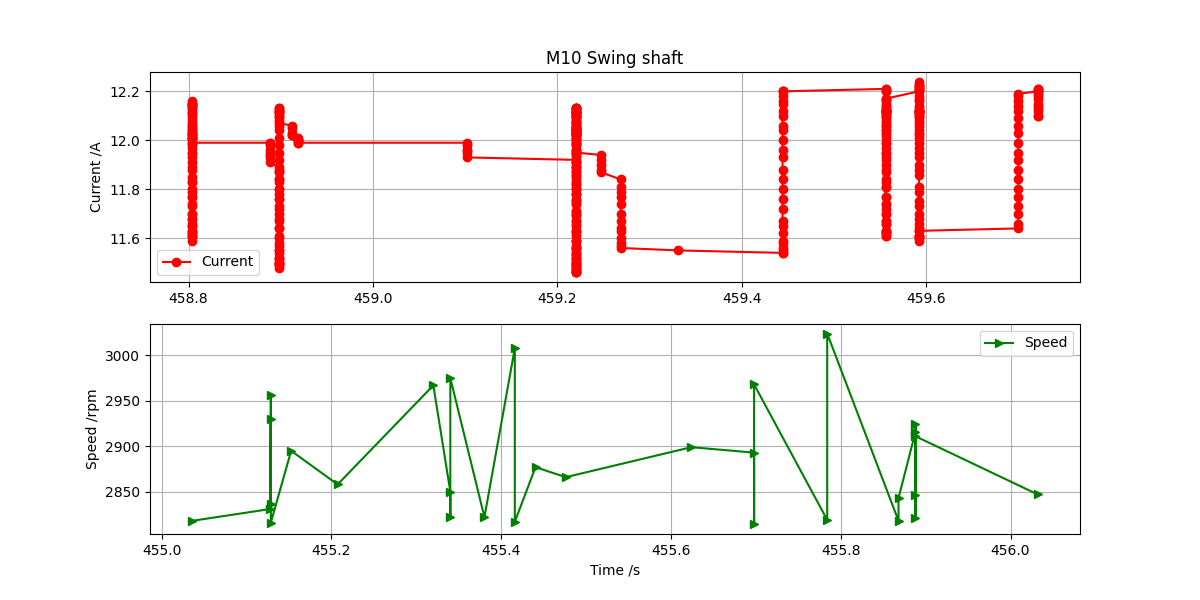 M10 Swing shaft
12.2
12.0
11.8
11.6
Current /A
Current
458.8 459.0 459.2 459.4 459.6
3000
2950
2900
2850
Speed /rpm
Speed
455.0 455.2 455.4 455.6 455.8 456.0
Time /s